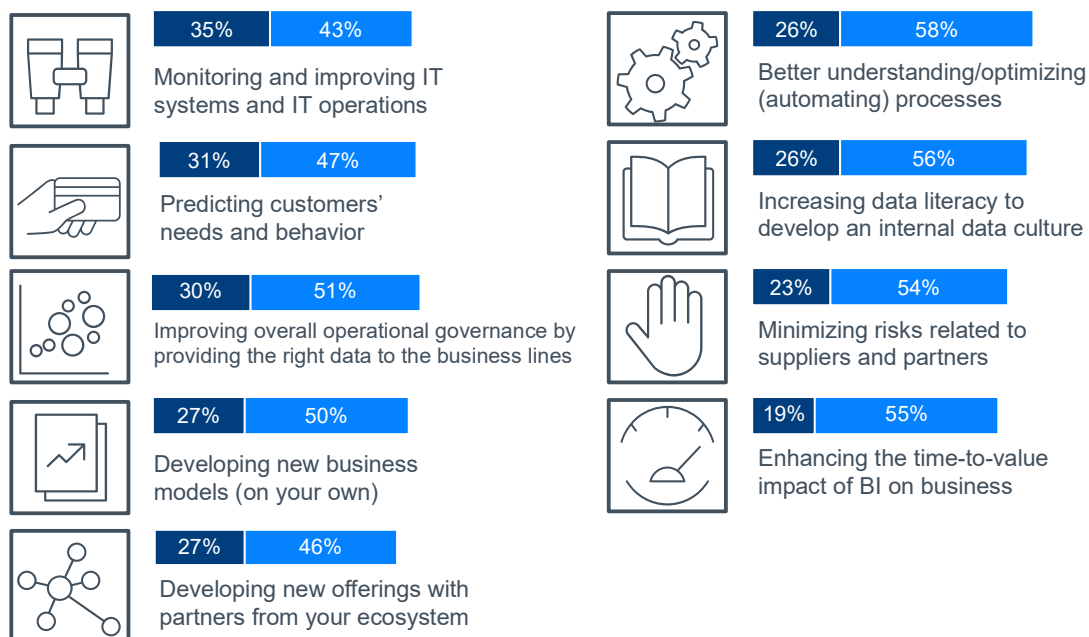 35% 43%
Monitoring and improving IT
systems and IT operations
31% 47%
Predicting customers’
needs and behavior
30% 51%
Improving overall operational governance by
providing the right data to the business lines
27% 50%
Developing new business
models (on your own)
27% 46%
Developing new offerings with
partners from your ecosystem
26% 58%
Better understanding/optimizing
(automating) processes
26% 56%
Increasing data literacy to
develop an internal data culture
23% 54%
Minimizing risks related to
suppliers and partners
19% 55%
Enhancing the time-to-value
impact of BI on business